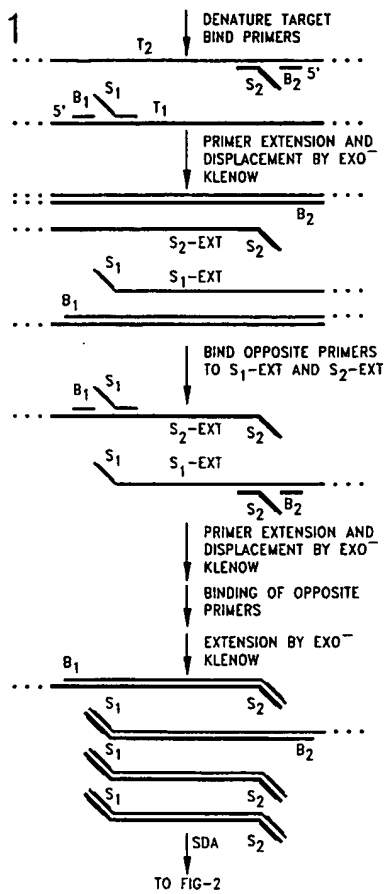 1
DENATURE TARGET
BIND PRIMERS
T2
S2 B2 5'
5' B1 S1 T1
PRIMER EXTENSION AND
DISPLACEMENT BY EXO-
KLENOW
B2
S2-EXT S2
S1 S1-EXT
B1
BIND OPPOSITE PRIMERS
TO S1-EXT AND S2-EXT
B1 S1
S2-EXT S2
S1 S1-EXT
S2 B2
PRIMER EXTENSION AND
DISPLACEMENT BY EXO-
KLENOW
BINDING OF OPPOSITE
PRIMERS
EXTENSION BY EXO-
KLENOW
B1
S1 S2
S1 B2
S1 S2
S2
SDA
TO FIG-2